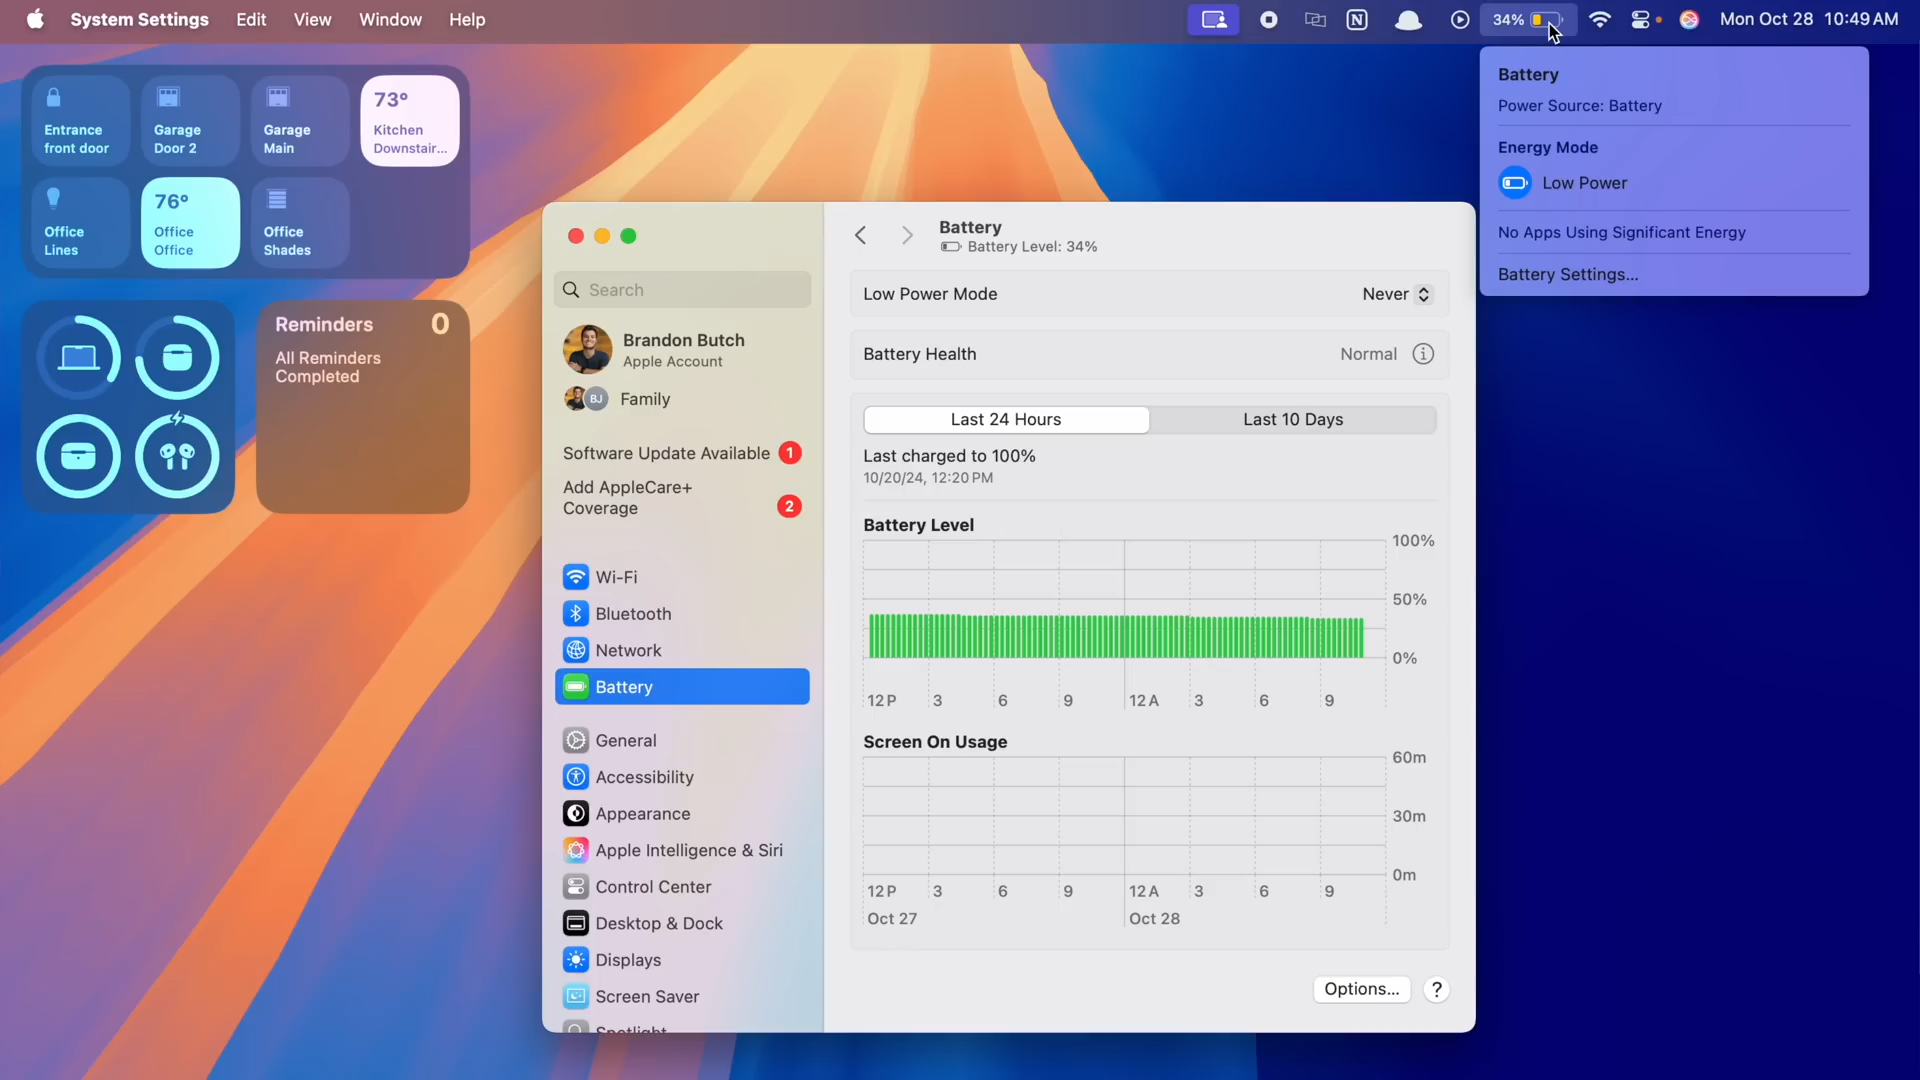 System Settings Edit View Window Help
34% Mon Oct 28 10:49 AM
Entrance
front door
Garage
Door 2
Garage
Main
73°
Kitchen
Downstair...
Office
Lines
76°
Office
Office
Office
Shades
Reminders 0
All Reminders
Completed
Search
Brandon Butch
Apple Account
BJ Family
Software Update Available 1
Add AppleCare+
Coverage 2
Wi-Fi
Bluetooth
Network
Battery
General
Accessibility
Appearance
Apple Intelligence & Siri
Control Center
Desktop & Dock
Displays
Screen Saver
Spotlight
Battery
Battery Level: 34%
Low Power Mode Never
Battery Health Normal
Last 24 Hours Last 10 Days
Last charged to 100%
10/20/24, 12:20 PM
Battery Level
100%
50%
0%
12 P 3 6 9 12 A 3 6 9
Screen On Usage
60m
30m
0m
12 P 3 6 9 12 A 3 6 9
Oct 27 Oct 28
Options... ?
Battery
Power Source: Battery
Energy Mode
Low Power
No Apps Using Significant Energy
Battery Settings...